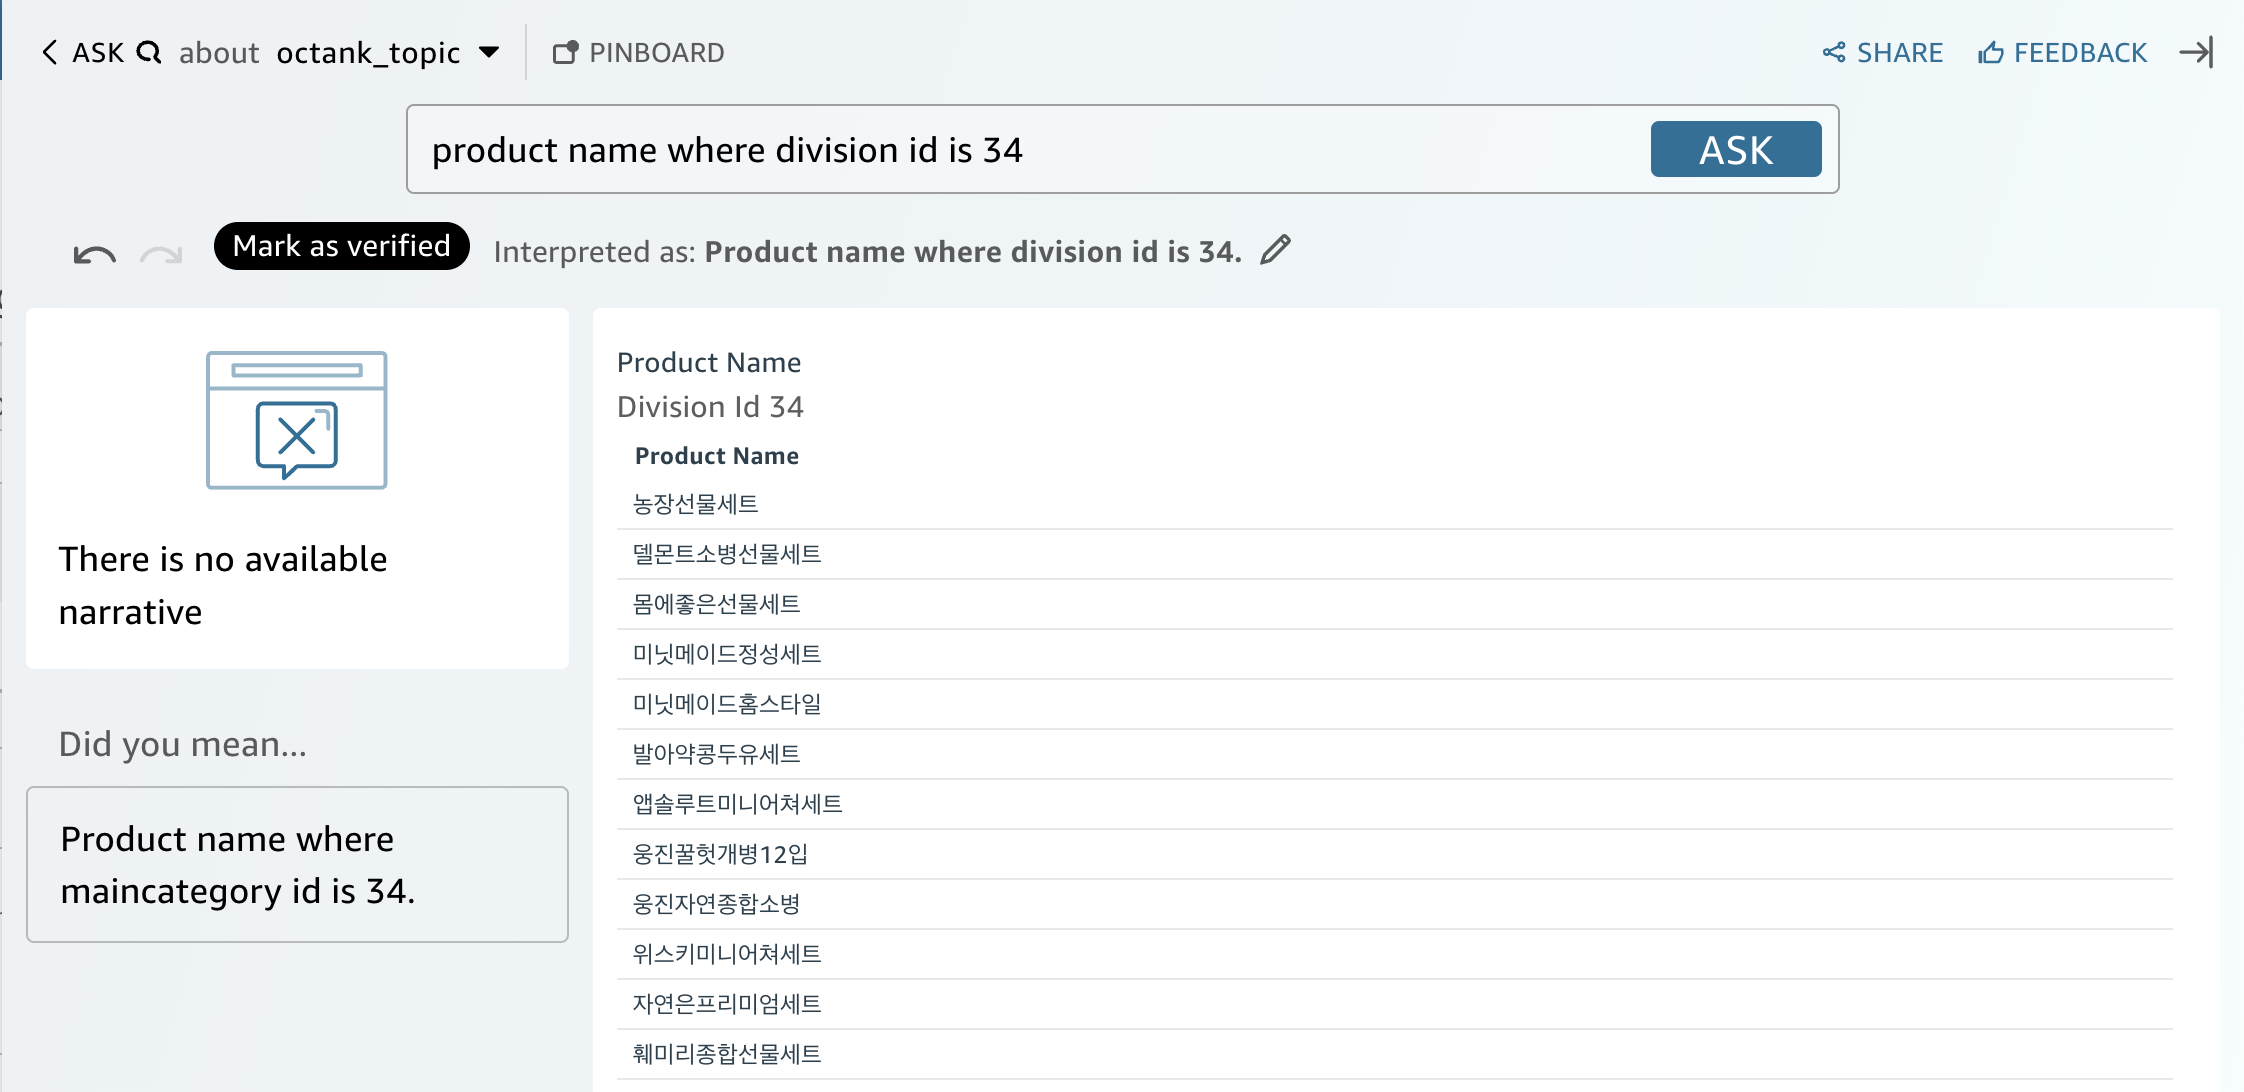 ASK about octank_topic PINBOARD SHARE FEEDBACK
product name where division id is 34 ASK
Mark as verified Interpreted as: Product name where division id is 34.
There is no available
narrative
Did you mean...
Product name where
maincategory id is 34.
Product Name
Division Id 34
Product Name
농장선물세트
델몬트소병선물세트
몸에좋은선물세트
미닛메이드정성세트
미닛메이드홈스타일
발아약콩두유세트
앱솔루트미니어쳐세트
웅진꿀헛개병12입
웅진자연종합소병
위스키미니어쳐세트
자연은프리미엄세트
훼미리종합선물세트